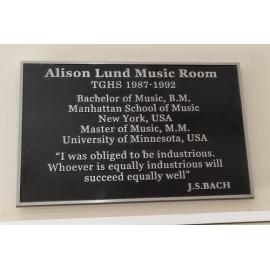 Alison Lund Music Room
TGHS 1987-1992
Bachelor of Music, B.M.
Manhattan School of Music
New York, USA
Master of Music, M.M.
University of Minnesota, USA
“I was obliged to be industrious.
Whoever is equally industrious will
succeed equally well”
J.S.BACH